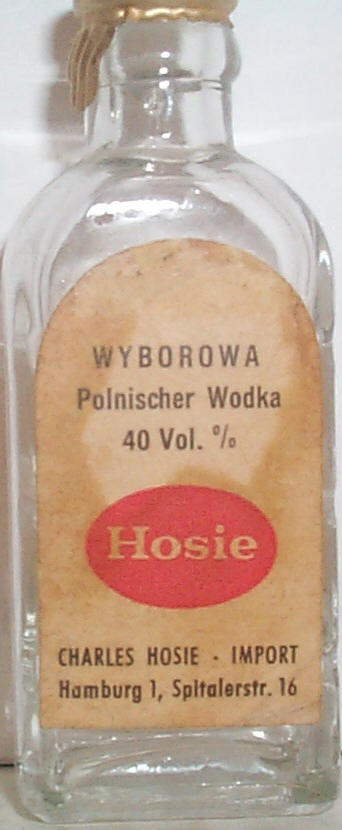 WYBOROWA
Polnischer Wodka
40 Vol. %
Hosie
CHARLES HOSIE - IMPORT
Hamburg 1, Spitalerstr. 16